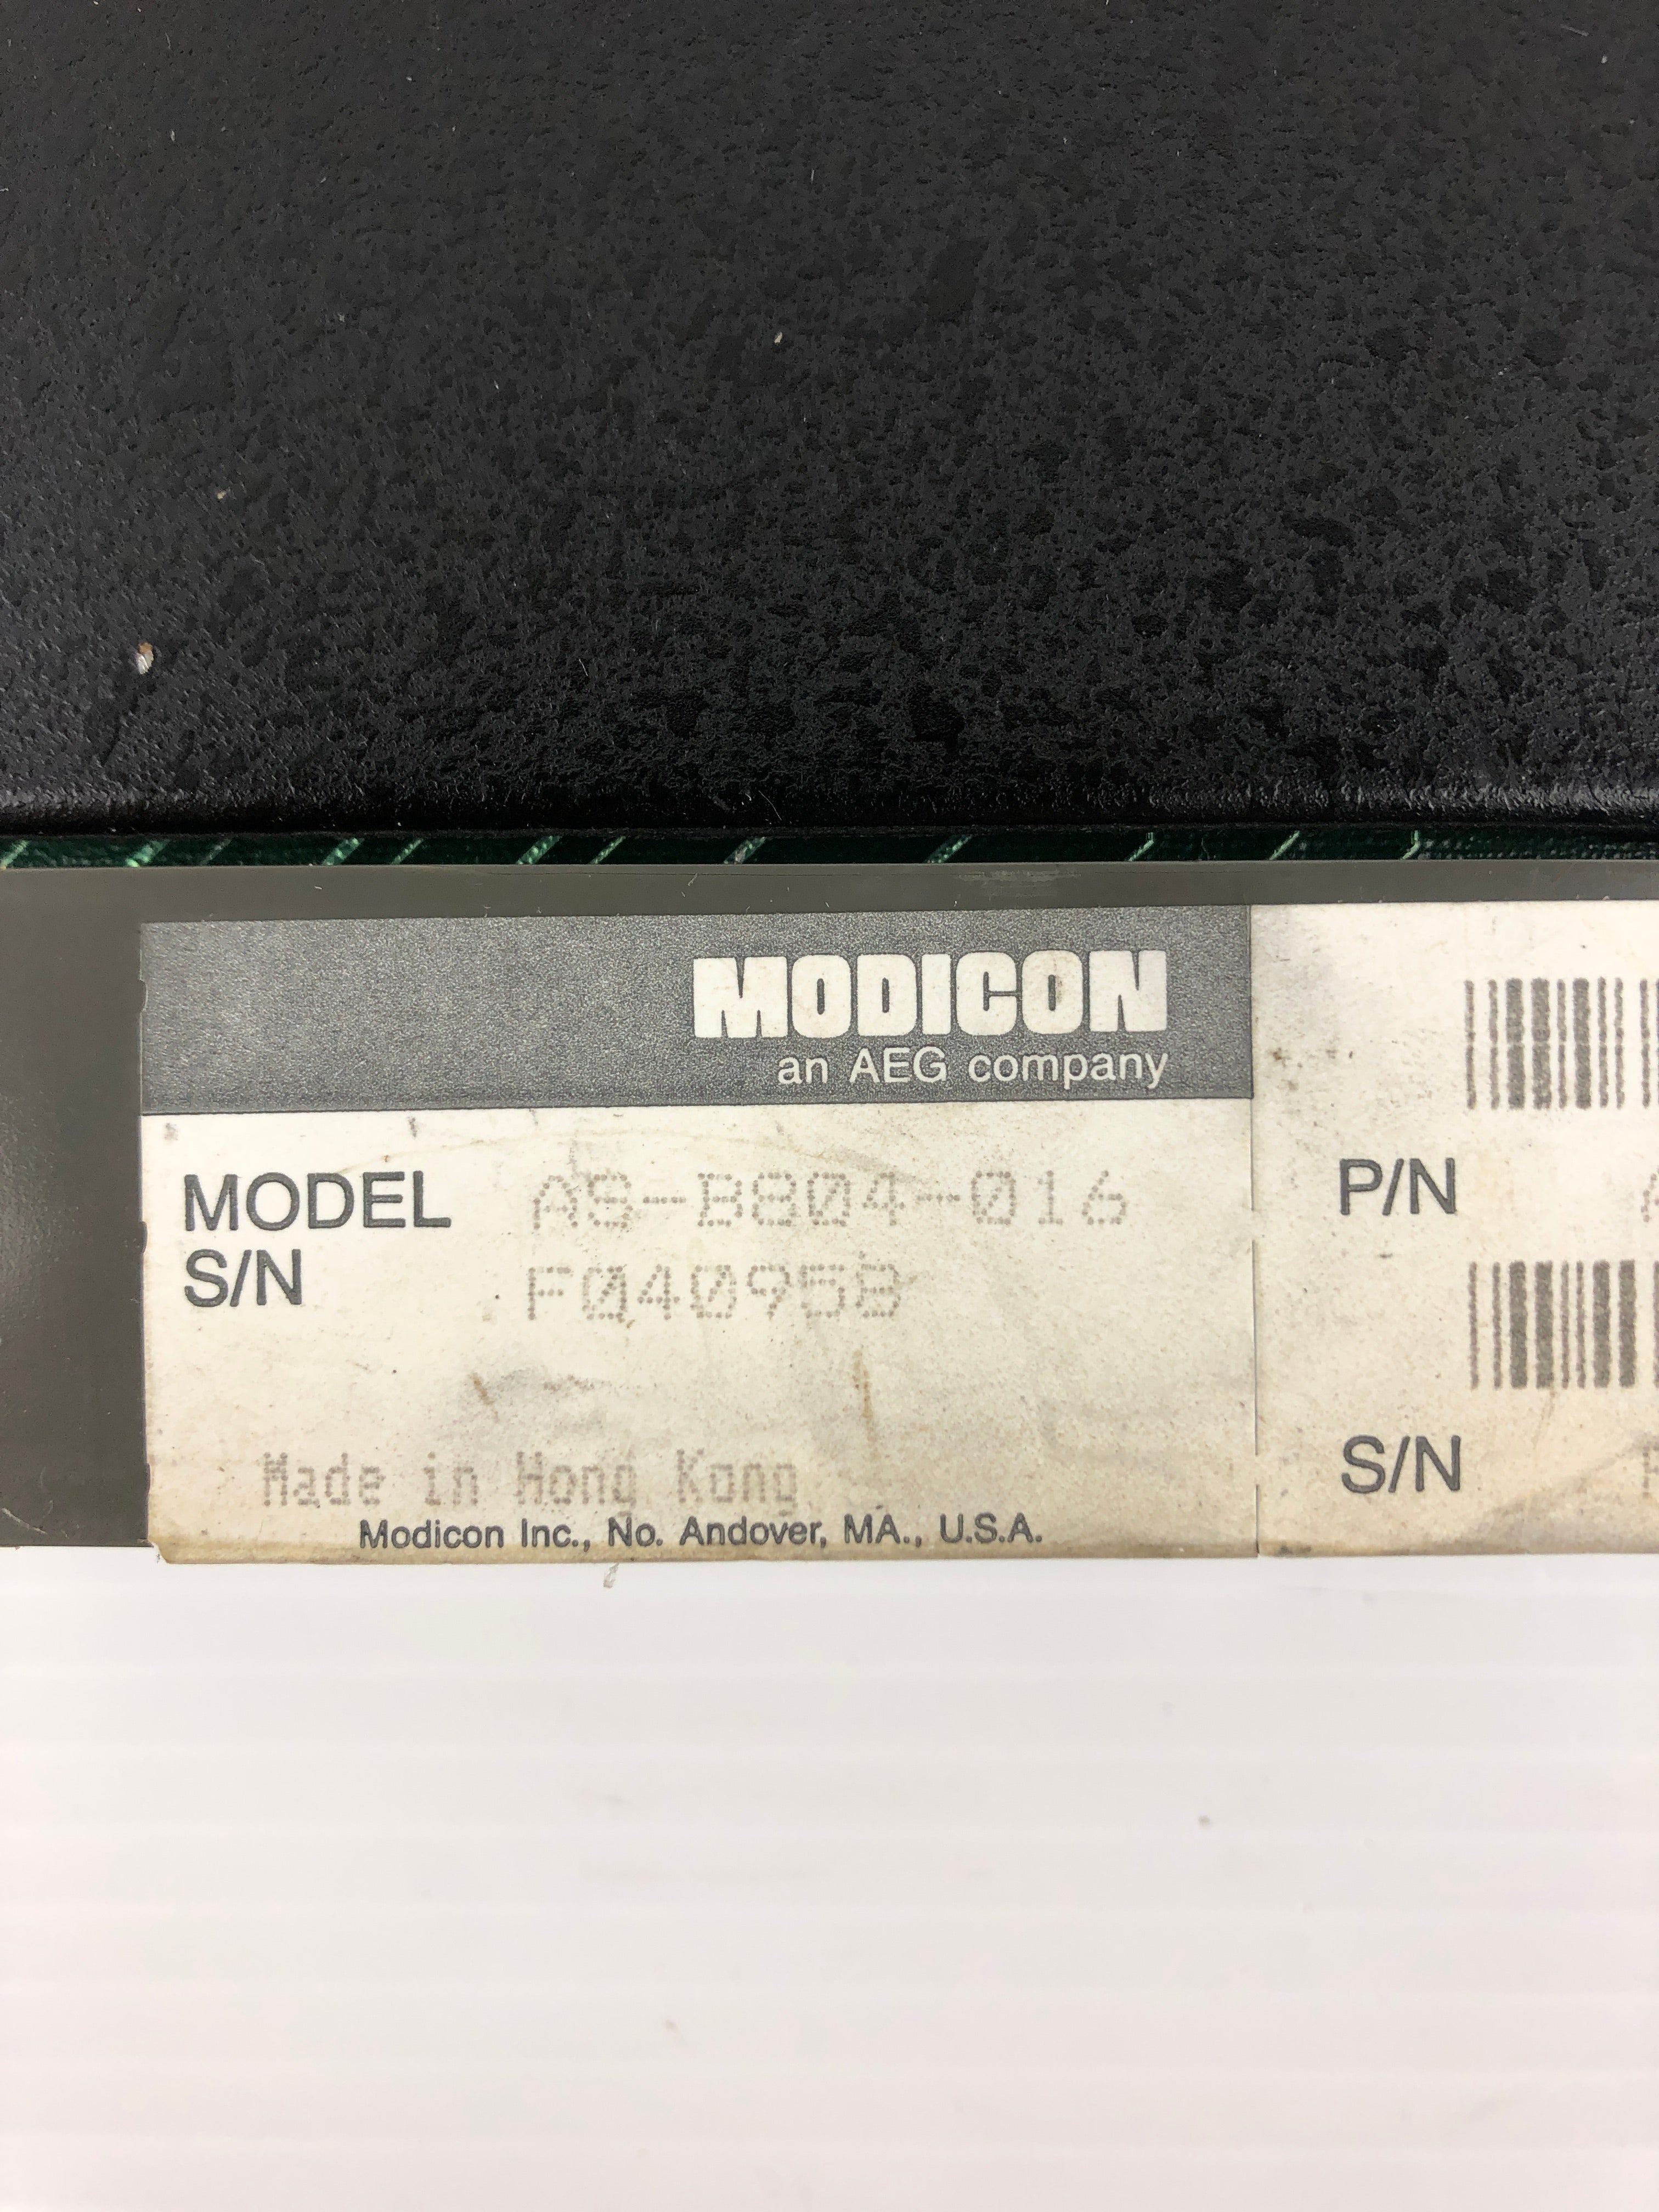 MODICON
an AEG company
MODEL AS-B804-016
S/N F040958
Made in Hong Kong
Modicon Inc., No. Andover, MA., U.S.A.
P/N
S/N